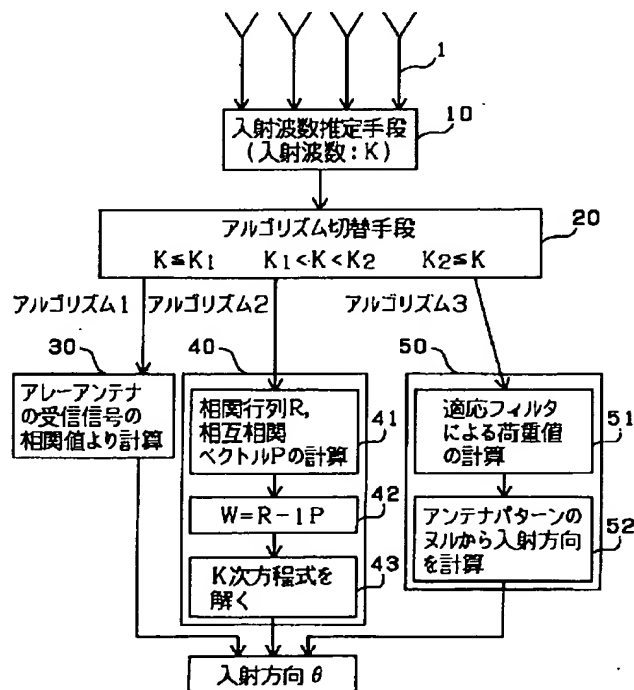 1
入射波数推定手段
(入射波数:K)
10
アルゴリズム切替手段
20
K≦K1 K1<K<K2 K2≦K
アルゴリズム1 アルゴリズム2 アルゴリズム3
30
40
50
アレーアンテナ
の受信信号の
相関値より計算
相関行列R,
相互相関
ベクトルPの計算
41
適応フィルタ
による荷重値
の計算
51
W=R-1P
42
アンテナパターンの
ヌルから入射方向
を計算
52
K次方程式を
解く
43
入射方向θ